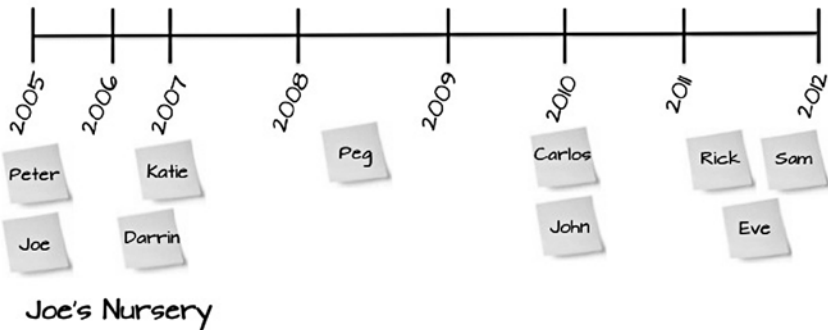 2005 2006 2007 2008 2009 2010 2011 2012
Peter Katie Peg Carlos Rick Sam
Joe Darrin John Eve
Joe's Nursery